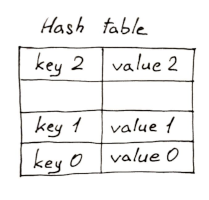 Hash table
key 2 value 2
key 1 value 1
key 0 value 0